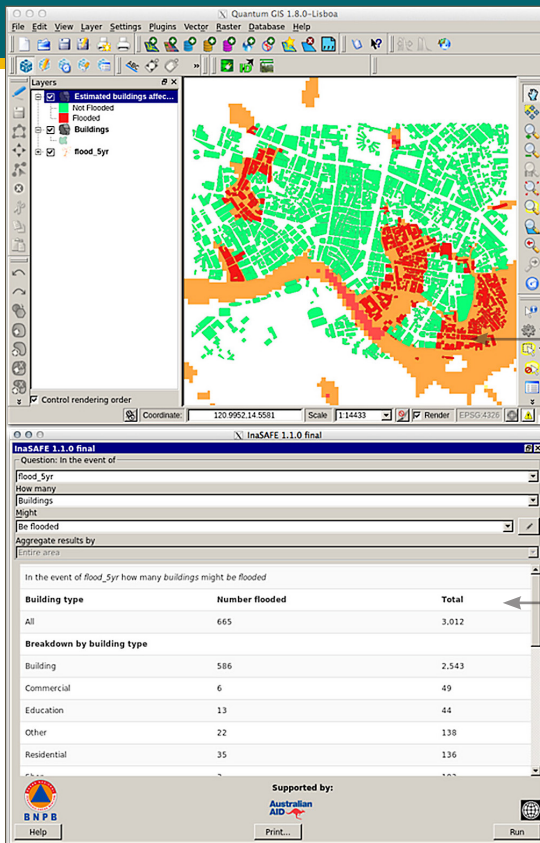 Quantum GIS 1.8.0-Lisboa
File Edit View Layer Settings Plugins Vector Raster Database Help
Layers
Estimated buildings affec...
Not Flooded
Flooded
Buildings
flood_5yr
Control rendering order
Coordinate: 120.9952,14.5581 Scale 1:14433 Render EPSG:4326
InaSAFE 1.1.0 final
InaSAFE 1.1.0 final
Question: In the event of
flood_5yr
How many
Buildings
Might
Be flooded
Aggregate results by
Entire area
In the event of flood_5yr how many buildings might be flooded
Building type Number flooded Total
All 665 3,012
Breakdown by building type
Building 586 2,543
Commercial 6 49
Education 13 44
Other 22 138
Residential 35 136
Supported by:
BNPB
Australian
AID
Help Print... Run